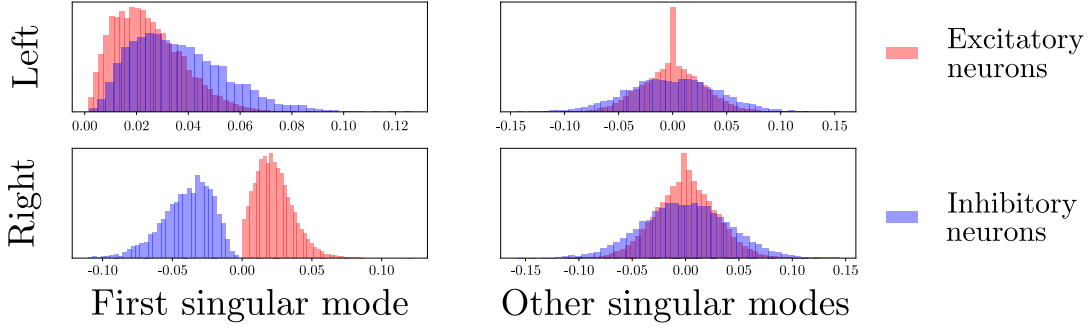 Left
0.00 0.02 0.04 0.06 0.08 0.10 0.12
-0.15 -0.10 -0.05 0.00 0.05 0.10 0.15
Excitatory
neurons
Right
-0.10 -0.05 0.00 0.05 0.10
-0.15 -0.10 -0.05 0.00 0.05 0.10 0.15
Inhibitory
neurons
First singular mode
Other singular modes